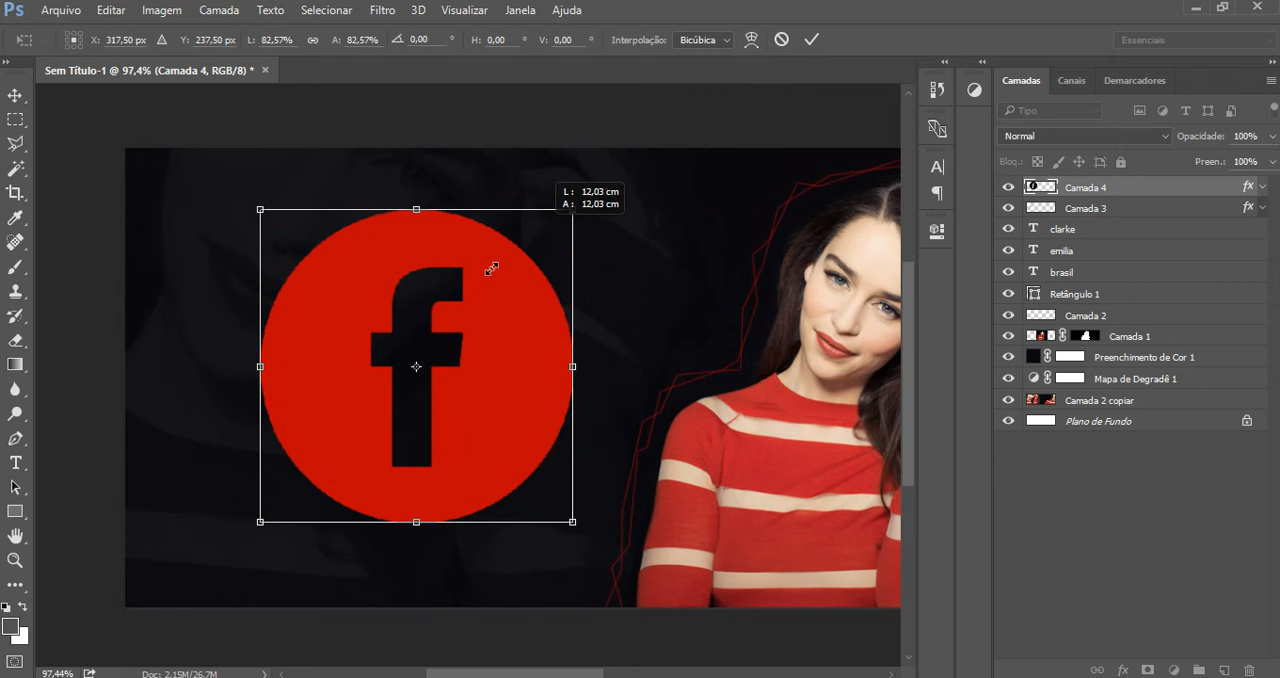 Ps Arquivo Editar Imagem Camada Texto Selecionar Filtro 3D Visualizar Janela Ajuda
X: 317,50 px Y: 237,50 px L: 82,57% A: 82,57% 0,00 ° H: 0,00 ° V: 0,00 ° Interpolação: Bicúbica Essenciais
Sem Título-1 @ 97,4% (Camada 4, RGB/8) * ×
Camadas Canais Demarcadores
Tipo
Normal Opacidade: 100%
Bloq.: Preen.: 100%
L: 12,03 cm
A: 12,03 cm
f
Camada 4 fx
Camada 3 fx
T clarke
T emilia
T brasil
Retângulo 1
Camada 2
Camada 1
Preenchimento de Cor 1
Mapa de Degradê 1
Camada 2 copiar
Plano de Fundo
97,44% Doc: 2,15M/26,7M
fx